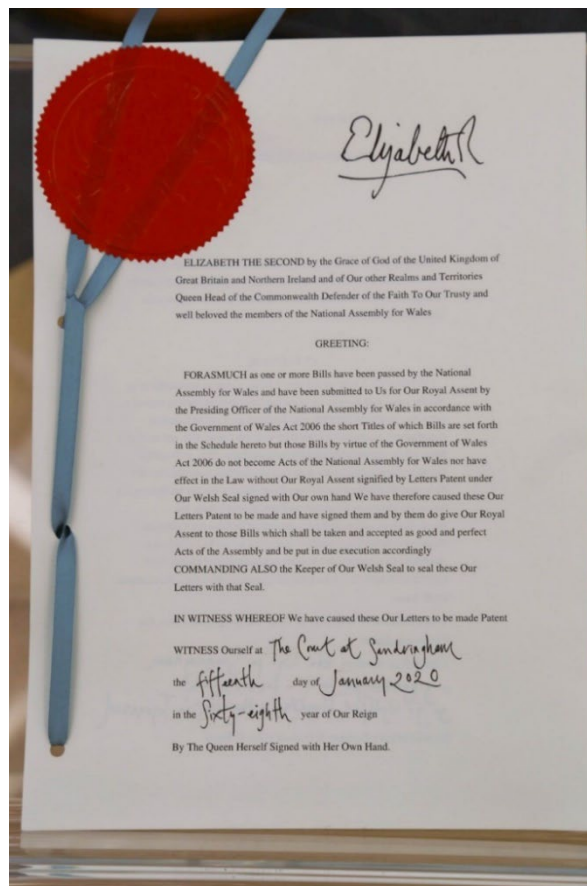 Elizabeth R
ELIZABETH THE SECOND by the Grace of God of the United Kingdom of
Great Britain and Northern Ireland and of Our other Realms and Territories
Queen Head of the Commonwealth Defender of the Faith To Our Trusty and
well beloved the members of the National Assembly for Wales
GREETING:
FORASMUCH as one or more Bills have been passed by the National
Assembly for Wales and have been submitted to Us for Our Royal Assent by
the Presiding Officer of the National Assembly for Wales in accordance with
the Government of Wales Act 2006 the short Titles of which Bills are set forth
in the Schedule hereto but those Bills by virtue of the Government of Wales
Act 2006 do not become Acts of the National Assembly for Wales nor have
effect in the Law without Our Royal Assent signified by Letters Patent under
Our Welsh Seal signed with Our own hand We have therefore caused these Our
Letters Patent to be made and have signed them and by them do give Our Royal
Assent to those Bills which shall be taken and accepted as good and perfect
Acts of the Assembly and be put in due execution accordingly
COMMANDING ALSO the Keeper of Our Welsh Seal to seal these Our
Letters with that Seal.
IN WITNESS WHEREOF We have caused these Our Letters to be made Patent
WITNESS Ourself at The Court at Sandringham
the fifteenth day of January 2020
in the Sixty-eighth year of Our Reign
By The Queen Herself Signed with Her Own Hand.